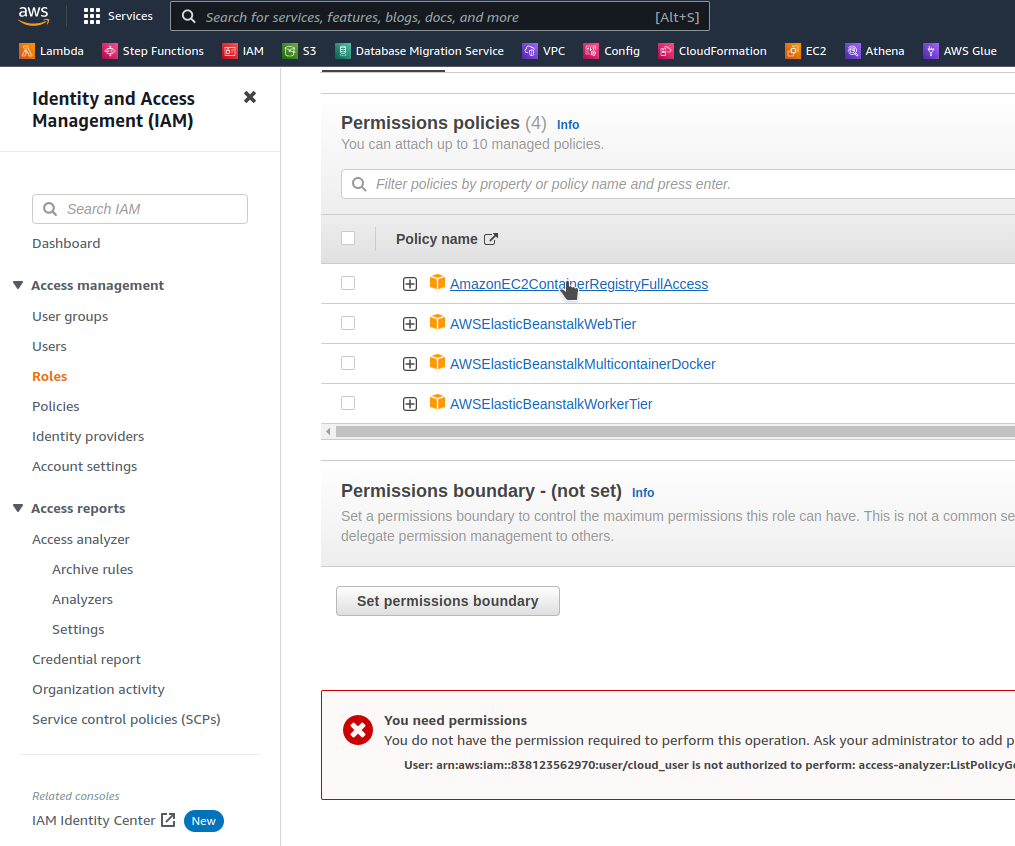 aws
Services
Search for services, features, blogs, docs, and more [Alt+S]
Lambda Step Functions IAM S3 Database Migration Service VPC Config CloudFormation EC2 Athena AWS Glue
Identity and Access
Management (IAM)
Search IAM
Dashboard
Access management
User groups
Users
Roles
Policies
Identity providers
Account settings
Access reports
Access analyzer
Archive rules
Analyzers
Settings
Credential report
Organization activity
Service control policies (SCPs)
Related consoles
IAM Identity Center New
Permissions policies (4) Info
You can attach up to 10 managed policies.
Filter policies by property or policy name and press enter.
Policy name
AmazonEC2ContainerRegistryFullAccess
AWSElasticBeanstalkWebTier
AWSElasticBeanstalkMulticontainerDocker
AWSElasticBeanstalkWorkerTier
Permissions boundary - (not set) Info
Set a permissions boundary to control the maximum permissions this role can have. This is not a common se
delegate permission management to others.
Set permissions boundary
You need permissions
You do not have the permission required to perform this operation. Ask your administrator to add p
User: arn:aws:iam::838123562970:user/cloud_user is not authorized to perform: access-analyzer:ListPolicyG